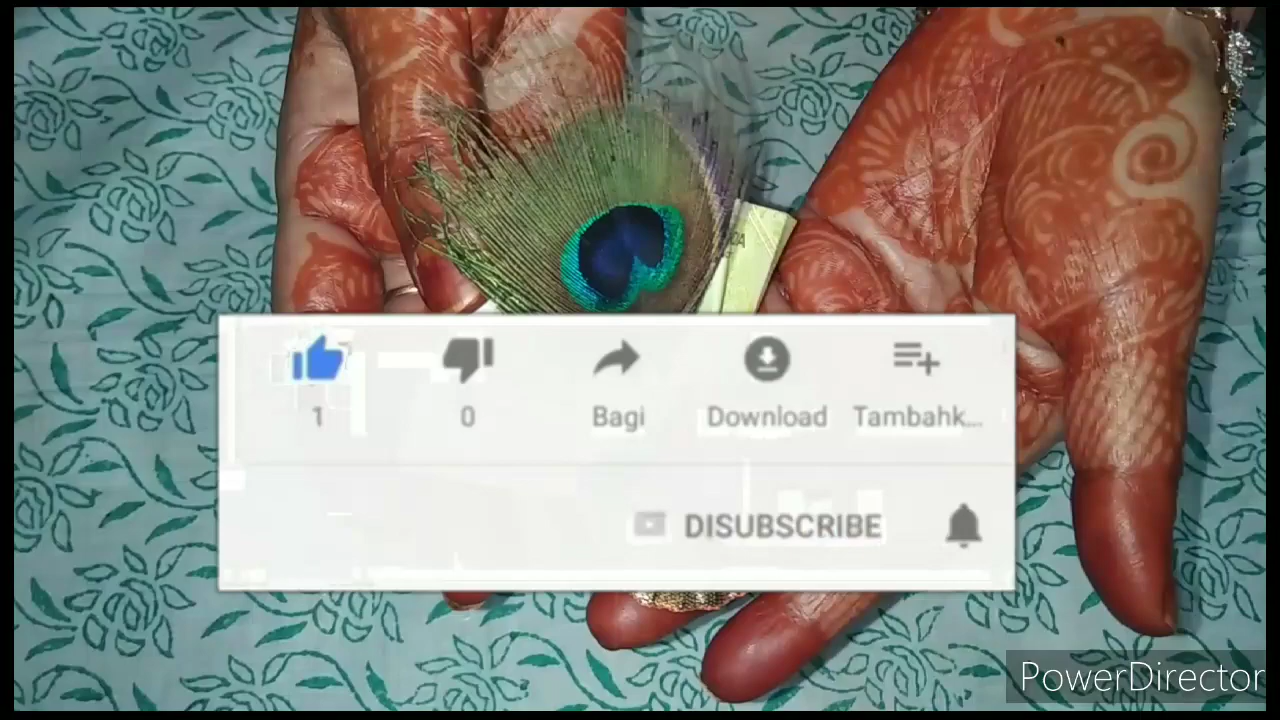 1
0
Bagi
Download
Tambahk...
DISUBSCRIBE
PowerDirector